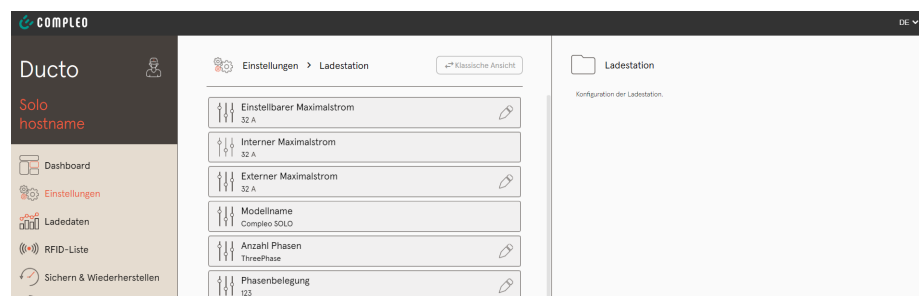 COMPLEO
DE
Ducto
Solo
hostname
Dashboard
Einstellungen
Ladedaten
RFID-Liste
Sichern & Wiederherstellen
Einstellungen > Ladestation
Klassische Ansicht
Einstellbarer Maximalstrom
32 A
Interner Maximalstrom
32 A
Externer Maximalstrom
32 A
Modellname
Compleo SOLO
Anzahl Phasen
ThreePhase
Phasenbelegung
123
Ladestation
Konfiguration der Ladestation.